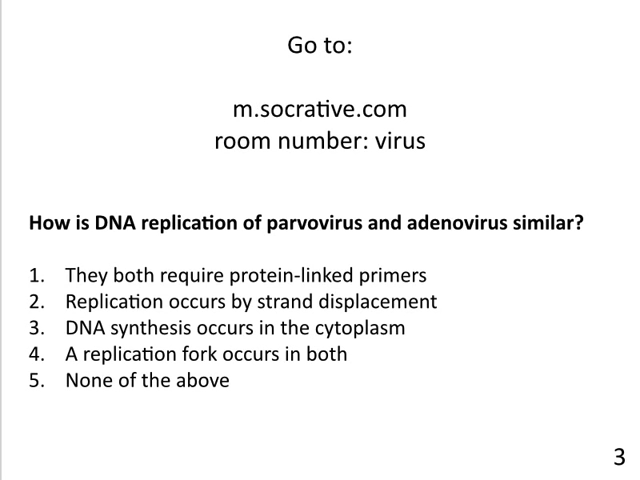 Go to:
m.socrative.com
room number: virus
How is DNA replication of parvovirus and adenovirus similar?
1. They both require protein-linked primers
2. Replication occurs by strand displacement
3. DNA synthesis occurs in the cytoplasm
4. A replication fork occurs in both
5. None of the above
3